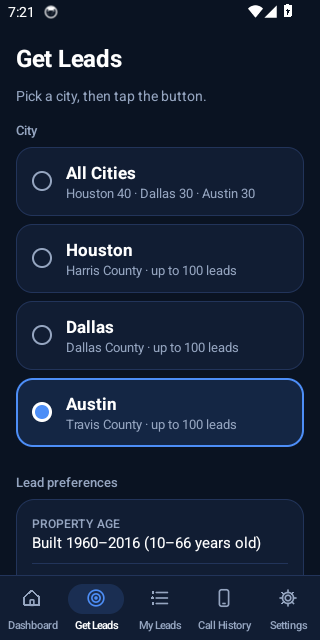 7:21
Get Leads
Pick a city, then tap the button.
City
All Cities
Houston 40 · Dallas 30 · Austin 30
Houston
Harris County · up to 100 leads
Dallas
Dallas County · up to 100 leads
Austin
Travis County · up to 100 leads
Lead preferences
PROPERTY AGE
Built 1960–2016 (10–66 years old)
Dashboard
Get Leads
My Leads
Call History
Settings